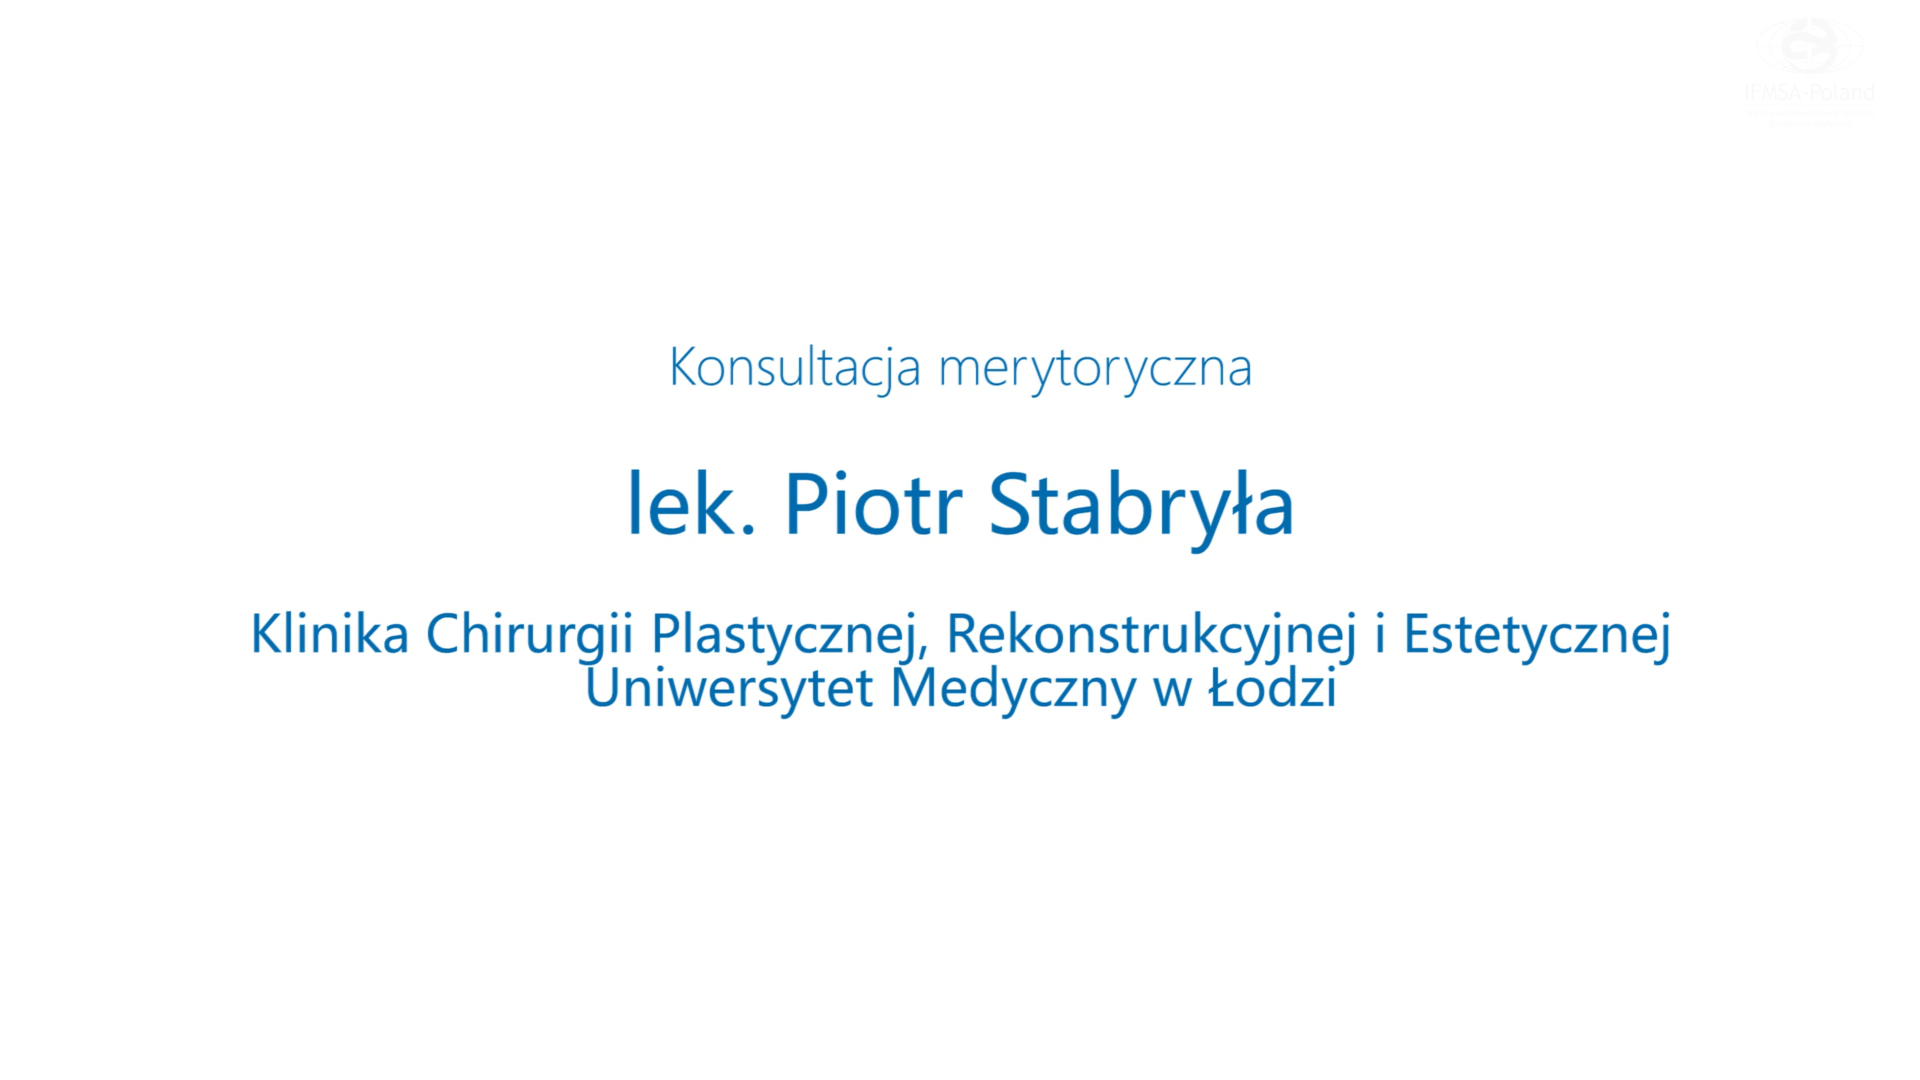 IFMSA-Poland
Konsultacja merytoryczna
lek. Piotr Stabryła
Klinika Chirurgii Plastycznej, Rekonstrukcyjnej i Estetycznej
Uniwersytet Medyczny w Łodzi